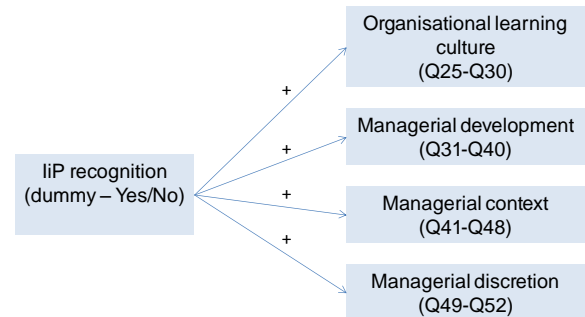 Organisational learning
culture
(Q25-Q30)
+
+
Managerial development
(Q31-Q40)
IiP recognition
(dummy – Yes/No)
+
Managerial context
(Q41-Q48)
+
Managerial discretion
(Q49-Q52)